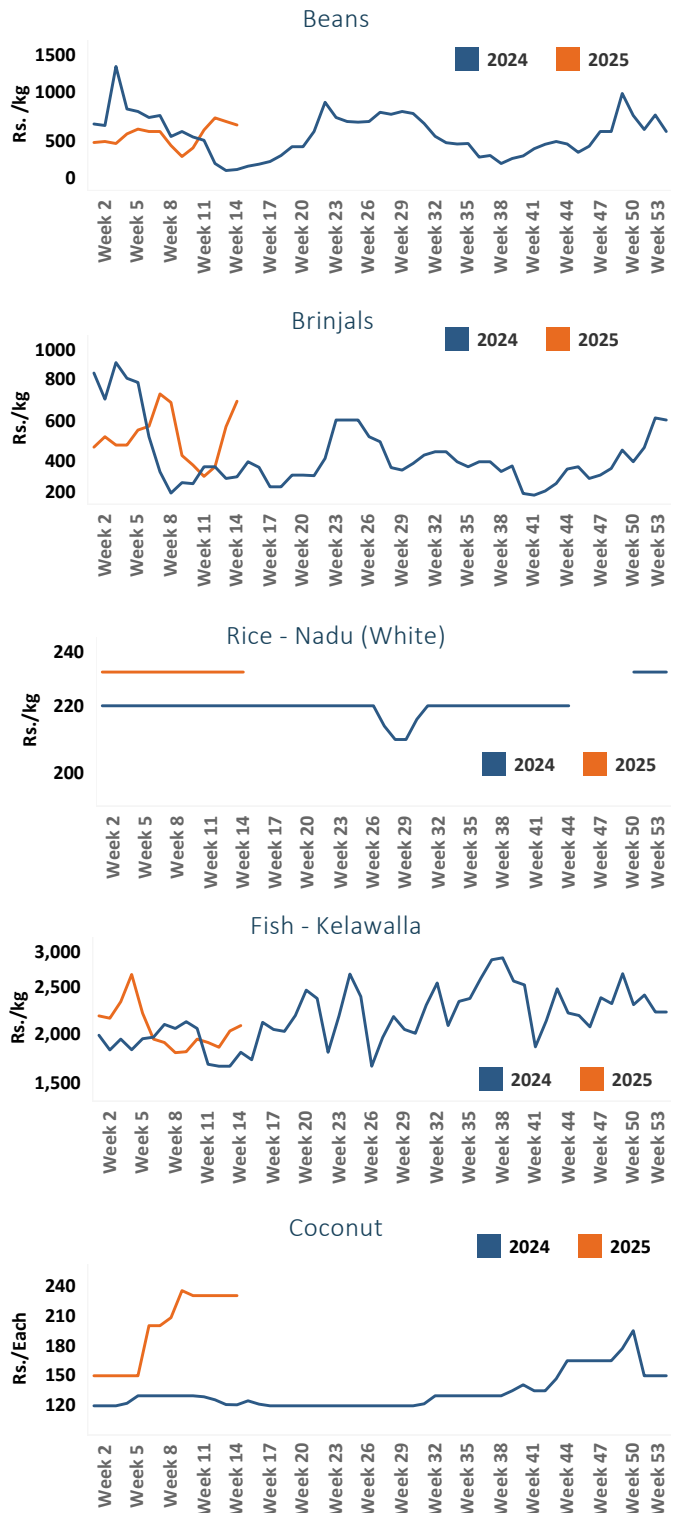 Beans
2024 2025
Rs. /kg
1500
1000
500
0
Week 2 Week 5 Week 8 Week 11 Week 14 Week 17 Week 20 Week 23 Week 26 Week 29 Week 32 Week 35 Week 38 Week 41 Week 44 Week 47 Week 50 Week 53
Brinjals
2024 2025
Rs./kg
1000
800
600
400
200
Week 2 Week 5 Week 8 Week 11 Week 14 Week 17 Week 20 Week 23 Week 26 Week 29 Week 32 Week 35 Week 38 Week 41 Week 44 Week 47 Week 50 Week 53
Rice - Nadu (White)
Rs./kg
240
220
200
2024 2025
Week 2 Week 5 Week 8 Week 11 Week 14 Week 17 Week 20 Week 23 Week 26 Week 29 Week 32 Week 35 Week 38 Week 41 Week 44 Week 47 Week 50 Week 53
Fish - Kelawalla
Rs./kg
3,000
2,500
2,000
1,500
2024 2025
Week 2 Week 5 Week 8 Week 11 Week 14 Week 17 Week 20 Week 23 Week 26 Week 29 Week 32 Week 35 Week 38 Week 41 Week 44 Week 47 Week 50 Week 53
Coconut
2024 2025
Rs./Each
240
210
180
150
120
Week 2 Week 5 Week 8 Week 11 Week 14 Week 17 Week 20 Week 23 Week 26 Week 29 Week 32 Week 35 Week 38 Week 41 Week 44 Week 47 Week 50 Week 53